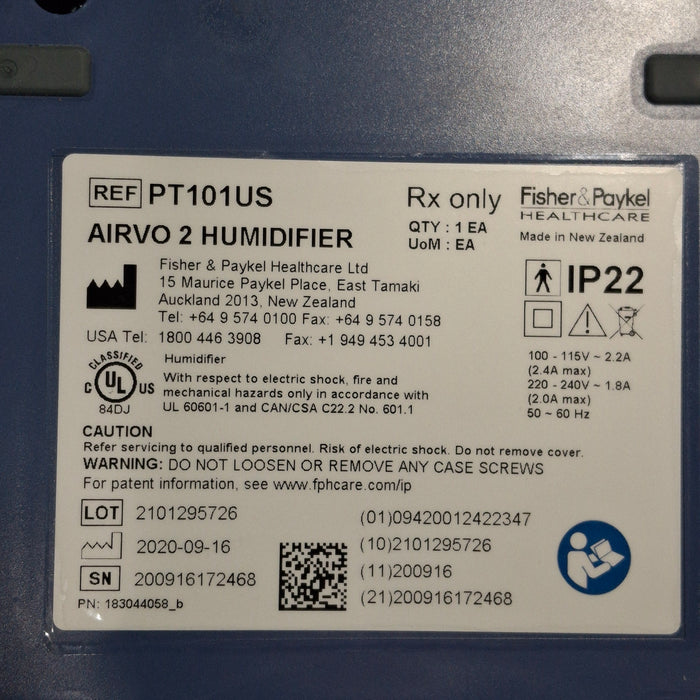 REF PT101US
Rx only
Fisher & Paykel
HEALTHCARE
QTY : 1 EA
UoM : EA
Made in New Zealand
AIRVO 2 HUMIDIFIER
Fisher & Paykel Healthcare Ltd
15 Maurice Paykel Place, East Tamaki
Auckland 2013, New Zealand
Tel: +64 9 574 0100 Fax: +64 9 574 0158
USA Tel: 1800 446 3908 Fax: +1 949 453 4001
IP22
100 - 115V ~ 2.2A
(2.4A max)
220 - 240V ~ 1.8A
(2.0A max)
50 ~ 60 Hz
CLASSIFIED
C UL US
84DJ
Humidifier
With respect to electric shock, fire and
mechanical hazards only in accordance with
UL 60601-1 and CAN/CSA C22.2 No. 601.1
CAUTION
Refer servicing to qualified personnel. Risk of electric shock. Do not remove cover.
WARNING: DO NOT LOOSEN OR REMOVE ANY CASE SCREWS
For patent information, see www.fphcare.com/ip
LOT 2101295726
2020-09-16
SN 200916172468
PN: 183044058_b
(01)09420012422347
(10)2101295726
(11)200916
(21)200916172468